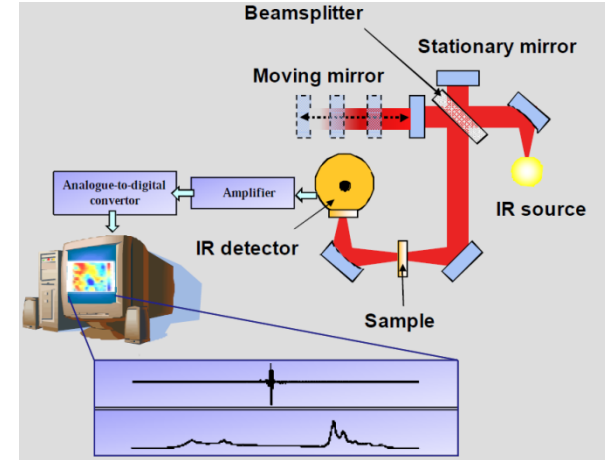 Beamsplitter
Stationary mirror
Moving mirror
Analogue-to-digital
convertor
Amplifier
IR source
IR detector
Sample